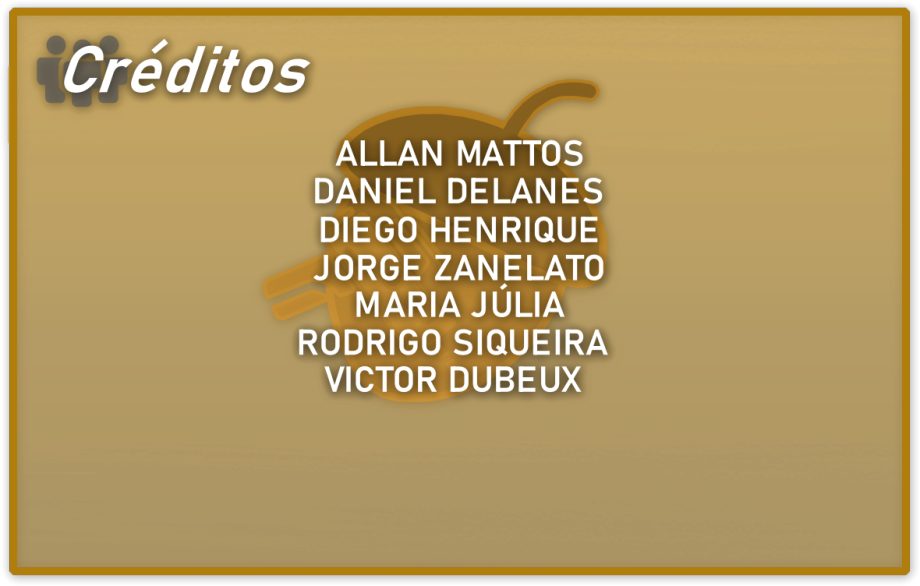 Créditos
ALLAN MATTOS
DANIEL DELANES
DIEGO HENRIQUE
JORGE ZANELATO
MARIA JÚLIA
RODRIGO SIQUEIRA
VICTOR DUBEUX